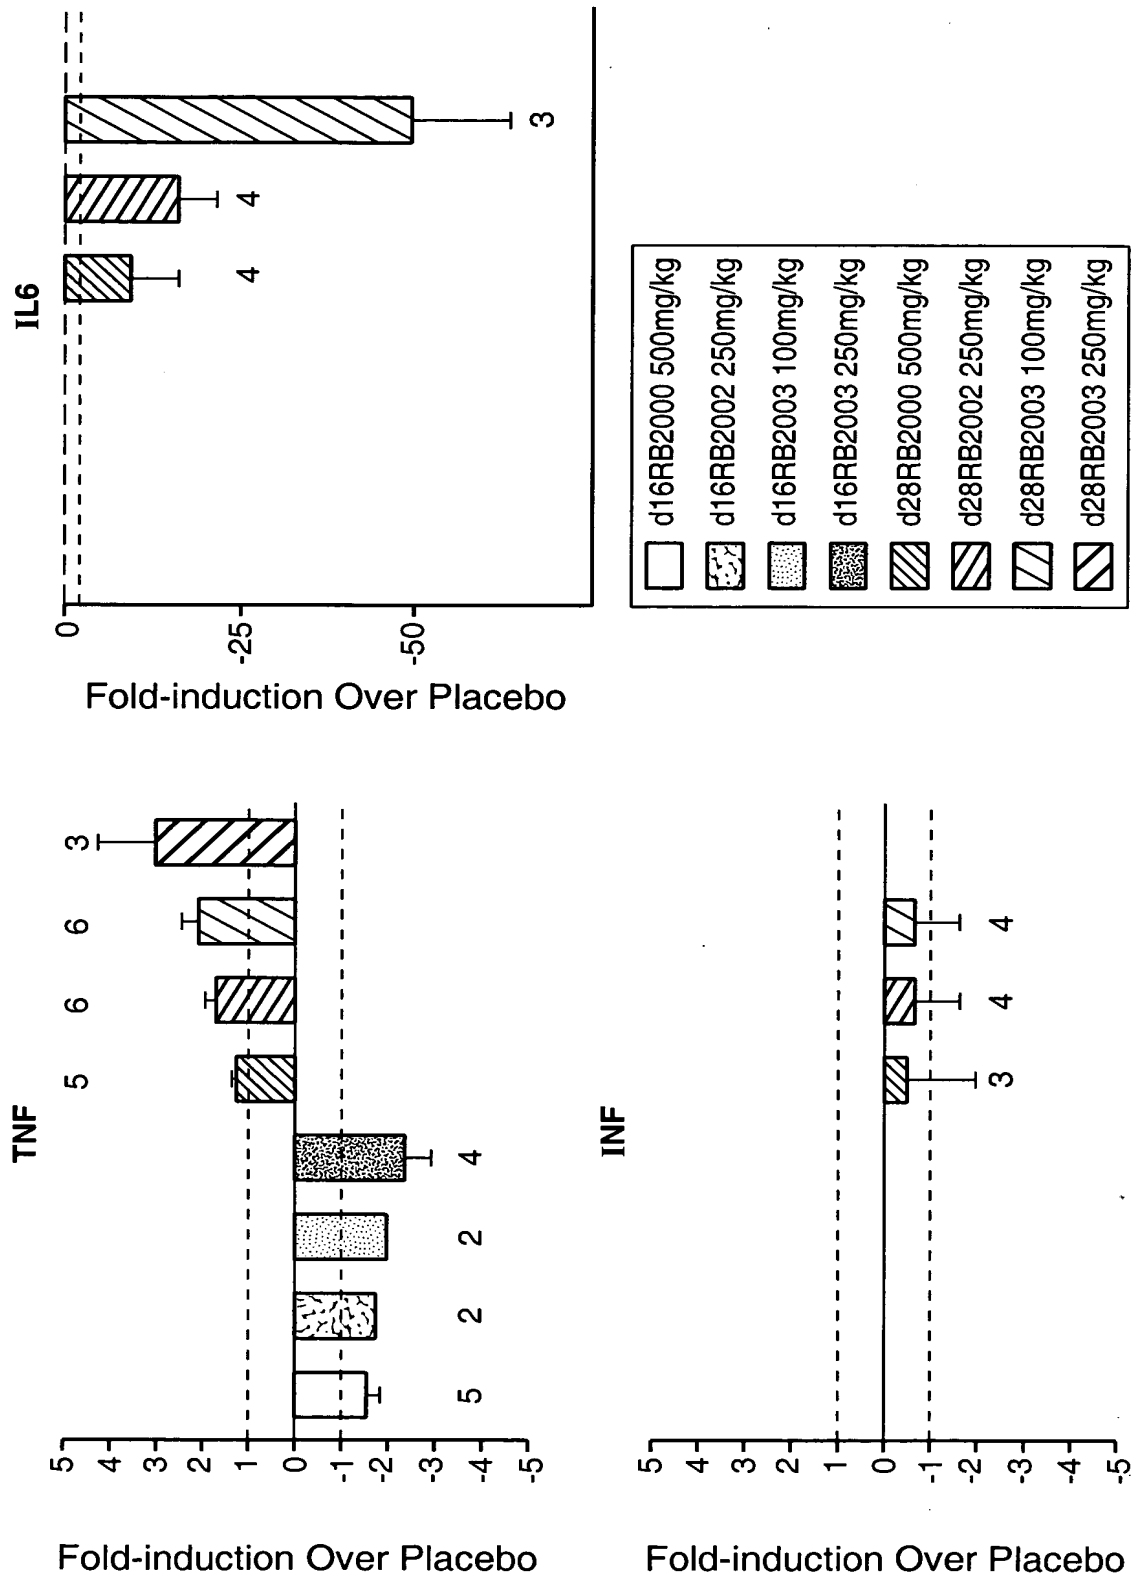 TNF
Fold-induction Over Placebo
5
4
3
2
1
0
-1
-2
-3
-4
-5
5
2
2
4
5
6
6
3
IL6
Fold-induction Over Placebo
0
-25
-50
4
4
3
INF
Fold-induction Over Placebo
5
4
3
2
1
0
-1
-2
-3
-4
-5
3
4
4
d16RB2000 500mg/kg
d16RB2002 250mg/kg
d16RB2003 100mg/kg
d16RB2003 250mg/kg
d28RB2000 500mg/kg
d28RB2002 250mg/kg
d28RB2003 100mg/kg
d28RB2003 250mg/kg